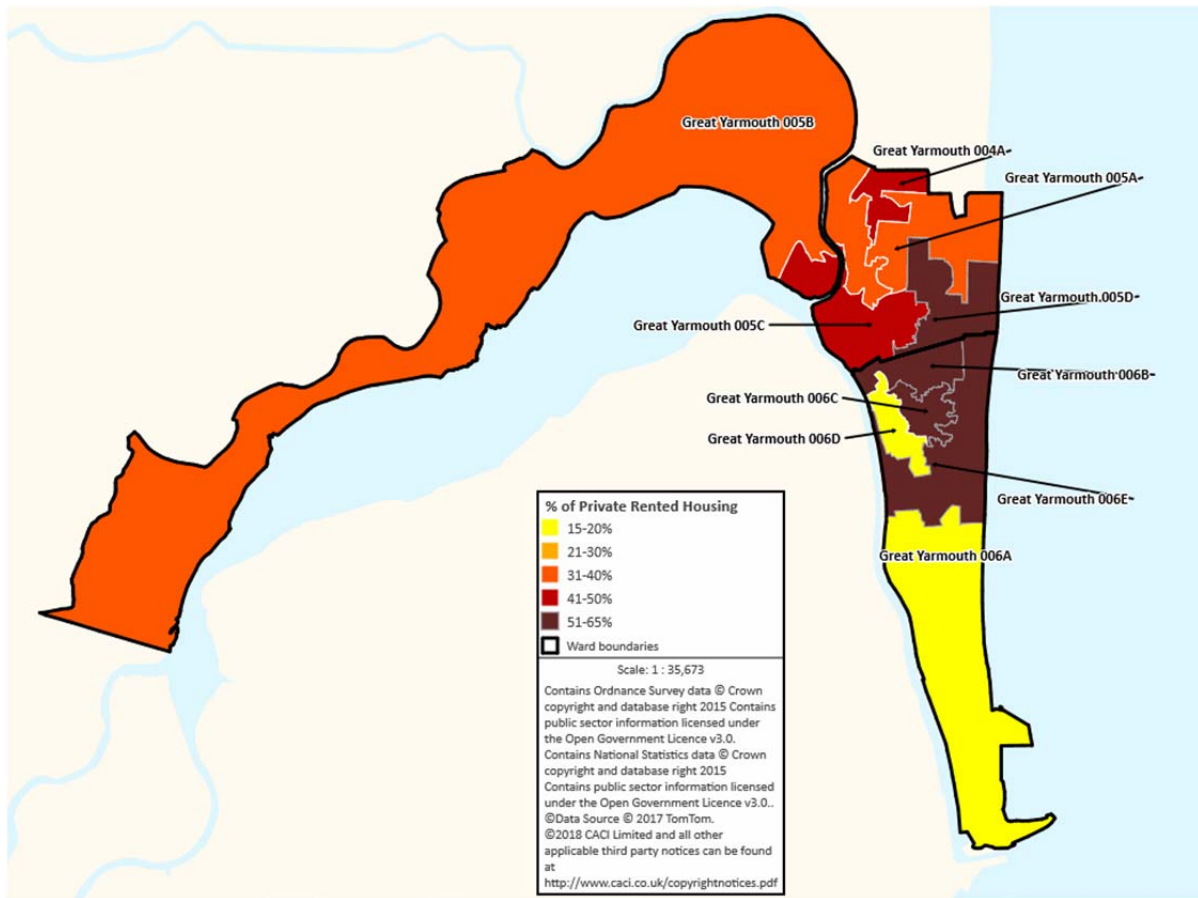 Great Yarmouth 005B
Great Yarmouth 004A
Great Yarmouth 005A
Great Yarmouth 005D
Great Yarmouth 005C
Great Yarmouth 006B
Great Yarmouth 006C
Great Yarmouth 006D
Great Yarmouth 006E
Great Yarmouth 006A
% of Private Rented Housing
15-20%
21-30%
31-40%
41-50%
51-65%
Ward boundaries
Scale: 1 : 35,673
Contains Ordnance Survey data © Crown
copyright and database right 2015 Contains
public sector information licensed under
the Open Government Licence v3.0.
Contains National Statistics data © Crown
copyright and database right 2015
Contains public sector information licensed
under the Open Government Licence v3.0..
©Data Source © 2017 TomTom.
©2018 CACI Limited and all other
applicable third party notices can be found
at
http://www.caci.co.uk/copyrightnotices.pdf